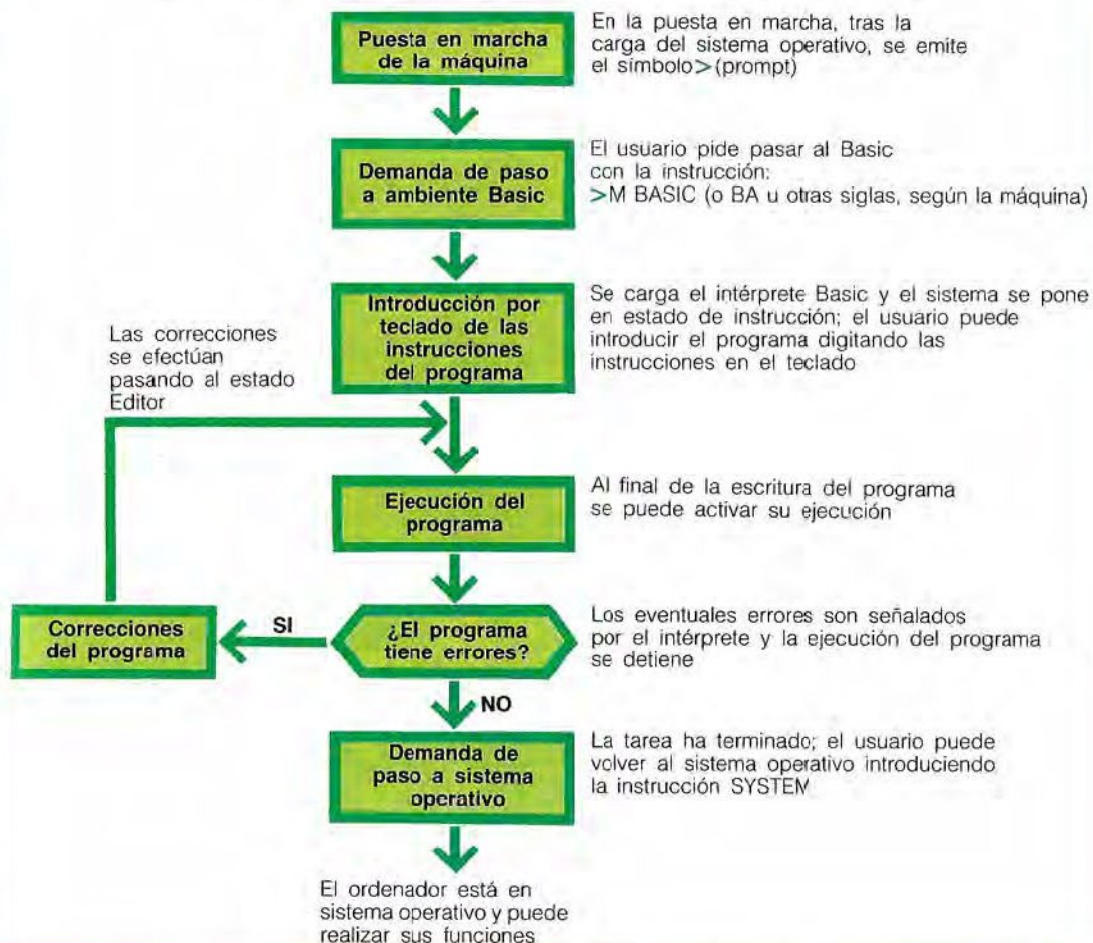 Puesta en marcha
de la máquina
En la puesta en marcha, tras la
carga del sistema operativo, se emite
el símbolo > (prompt)
Demanda de paso
a ambiente Basic
El usuario pide pasar al Basic
con la instrucción:
>M BASIC (o BA u otras siglas, según la máquina)
Introducción por
teclado de las
instrucciones
del programa
Se carga el intérprete Basic y el sistema se pone
en estado de instrucción; el usuario puede
introducir el programa digitando las
instrucciones en el teclado
Las correcciones
se efectúan
pasando al estado
Editor
Ejecución del
programa
Al final de la escritura del programa
se puede activar su ejecución
Correcciones
del programa
SI
¿El programa
tiene errores?
Los eventuales errores son señalados
por el intérprete y la ejecución del programa
se detiene
NO
Demanda de
paso a sistema
operativo
La tarea ha terminado; el usuario puede
volver al sistema operativo introduciendo
la instrucción SYSTEM
El ordenador está en
sistema operativo y puede
realizar sus funciones